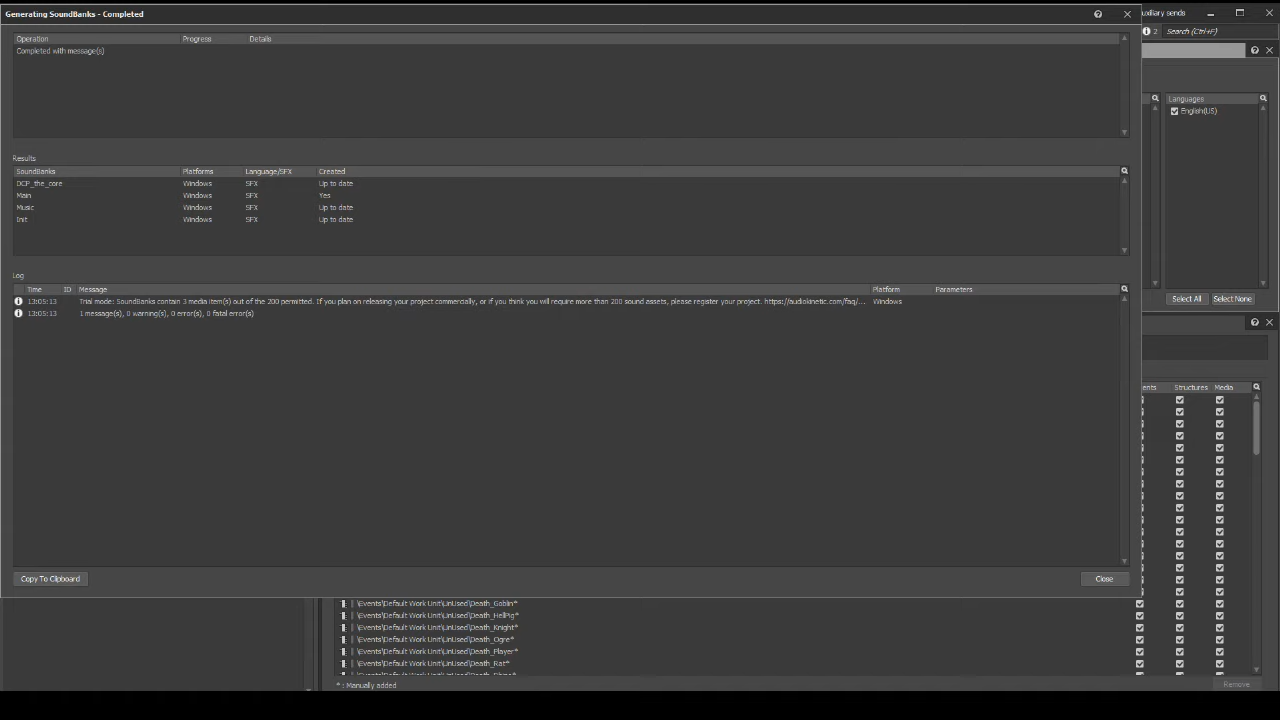 Generating SoundBanks - Completed
uxiliary sends
2 Search (Ctrl+F)
Operation Progress Details
Completed with message(s)
Languages
English(US)
Results
SoundBanks Platforms Language/SFX Created
DCP_the_core Windows SFX Up to date
Main Windows SFX Yes
Music Windows SFX Up to date
Init Windows SFX Up to date
Log
Time ID Message Platform Parameters
13:05:13 Trial mode: SoundBanks contain 3 media item(s) out of the 200 permitted. If you plan on releasing your project commercially, or if you think you will require more than 200 sound assets, please register your project. https://audiokinetic.com/faq/... Windows
13:05:13 1 message(s), 0 warning(s), 0 error(s), 0 fatal error(s)
Select All Select None
ents Structures Media
Copy To Clipboard Close
\Events\Default Work Unit\UnUsed\Death_Goblin*
\Events\Default Work Unit\UnUsed\Death_HellPig*
\Events\Default Work Unit\UnUsed\Death_Knight*
\Events\Default Work Unit\UnUsed\Death_Ogre*
\Events\Default Work Unit\UnUsed\Death_Player*
\Events\Default Work Unit\UnUsed\Death_Rat*
* : Manually added
Remove